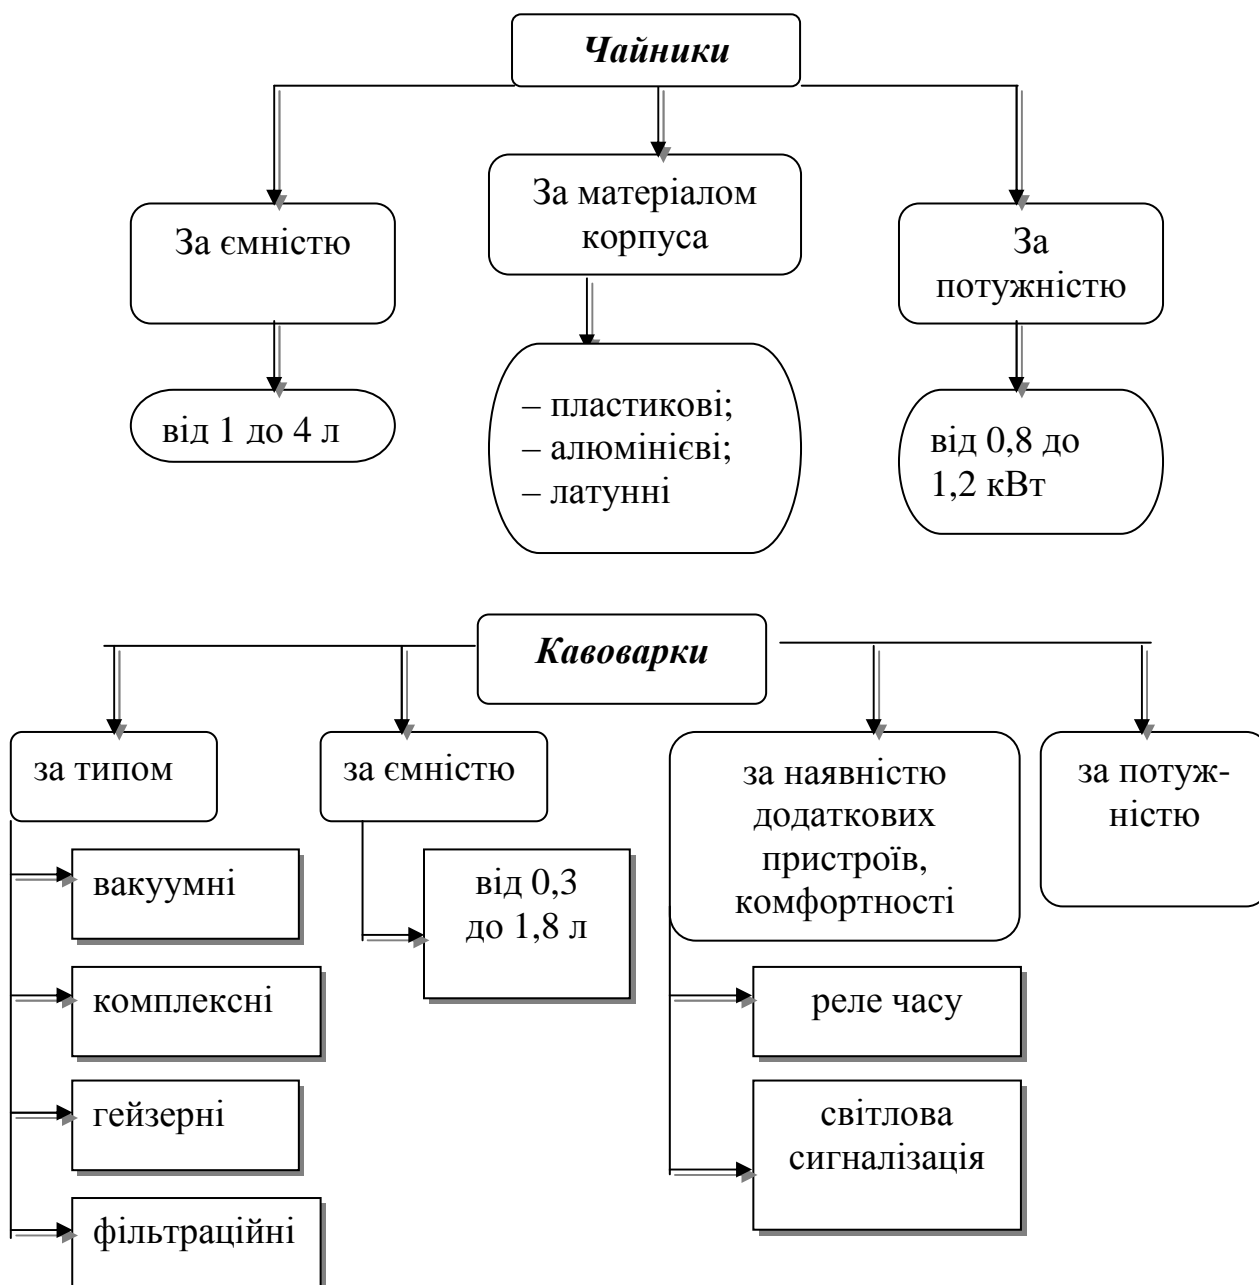 Чайники
За ємністю
За матеріалом
корпуса
За
потужністю
від 1 до 4 л
– пластикові;
– алюмінієві;
– латунні
від 0,8 до
1,2 кВт
Кавоварки
за типом
вакуумні
комплексні
гейзерні
фільтраційні
за ємністю
від 0,3
до 1,8 л
за наявністю
додаткових
пристроїв,
комфортності
реле часу
світлова
сигналізація
за потуж-
ністю